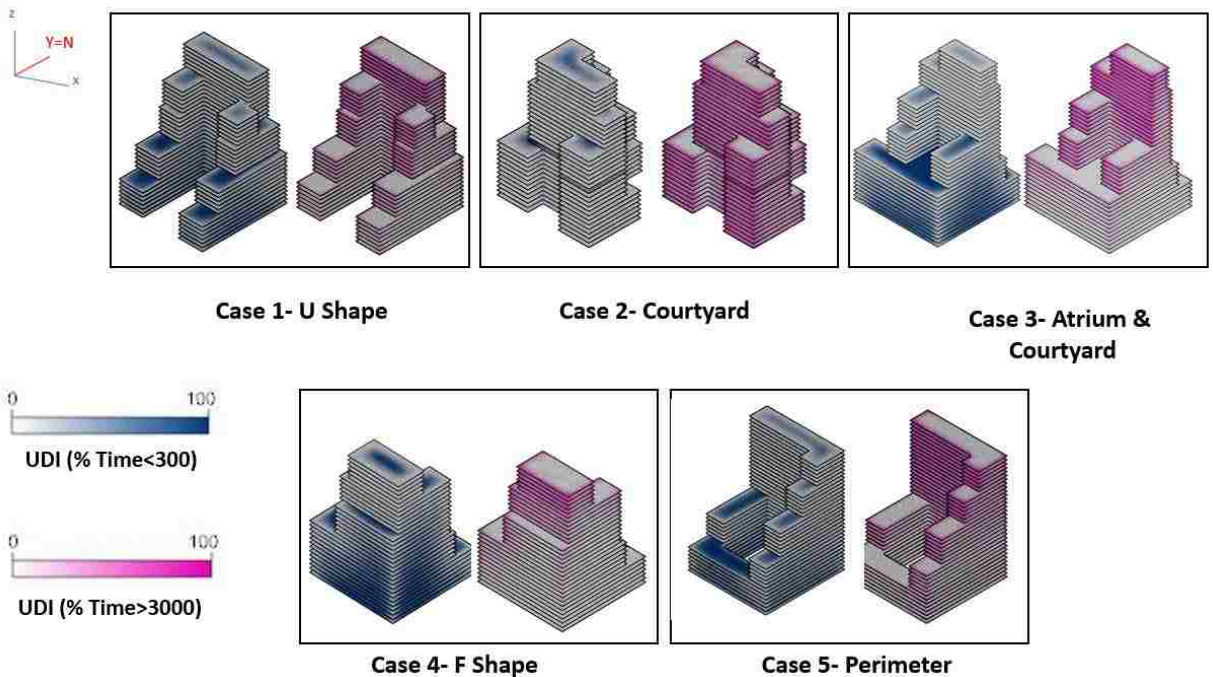 z
Y=N
x
Case 1- U Shape
Case 2- Courtyard
Case 3- Atrium &
Courtyard
0 100
UDI (% Time<300)
0 100
UDI (% Time>3000)
Case 4- F Shape
Case 5- Perimeter